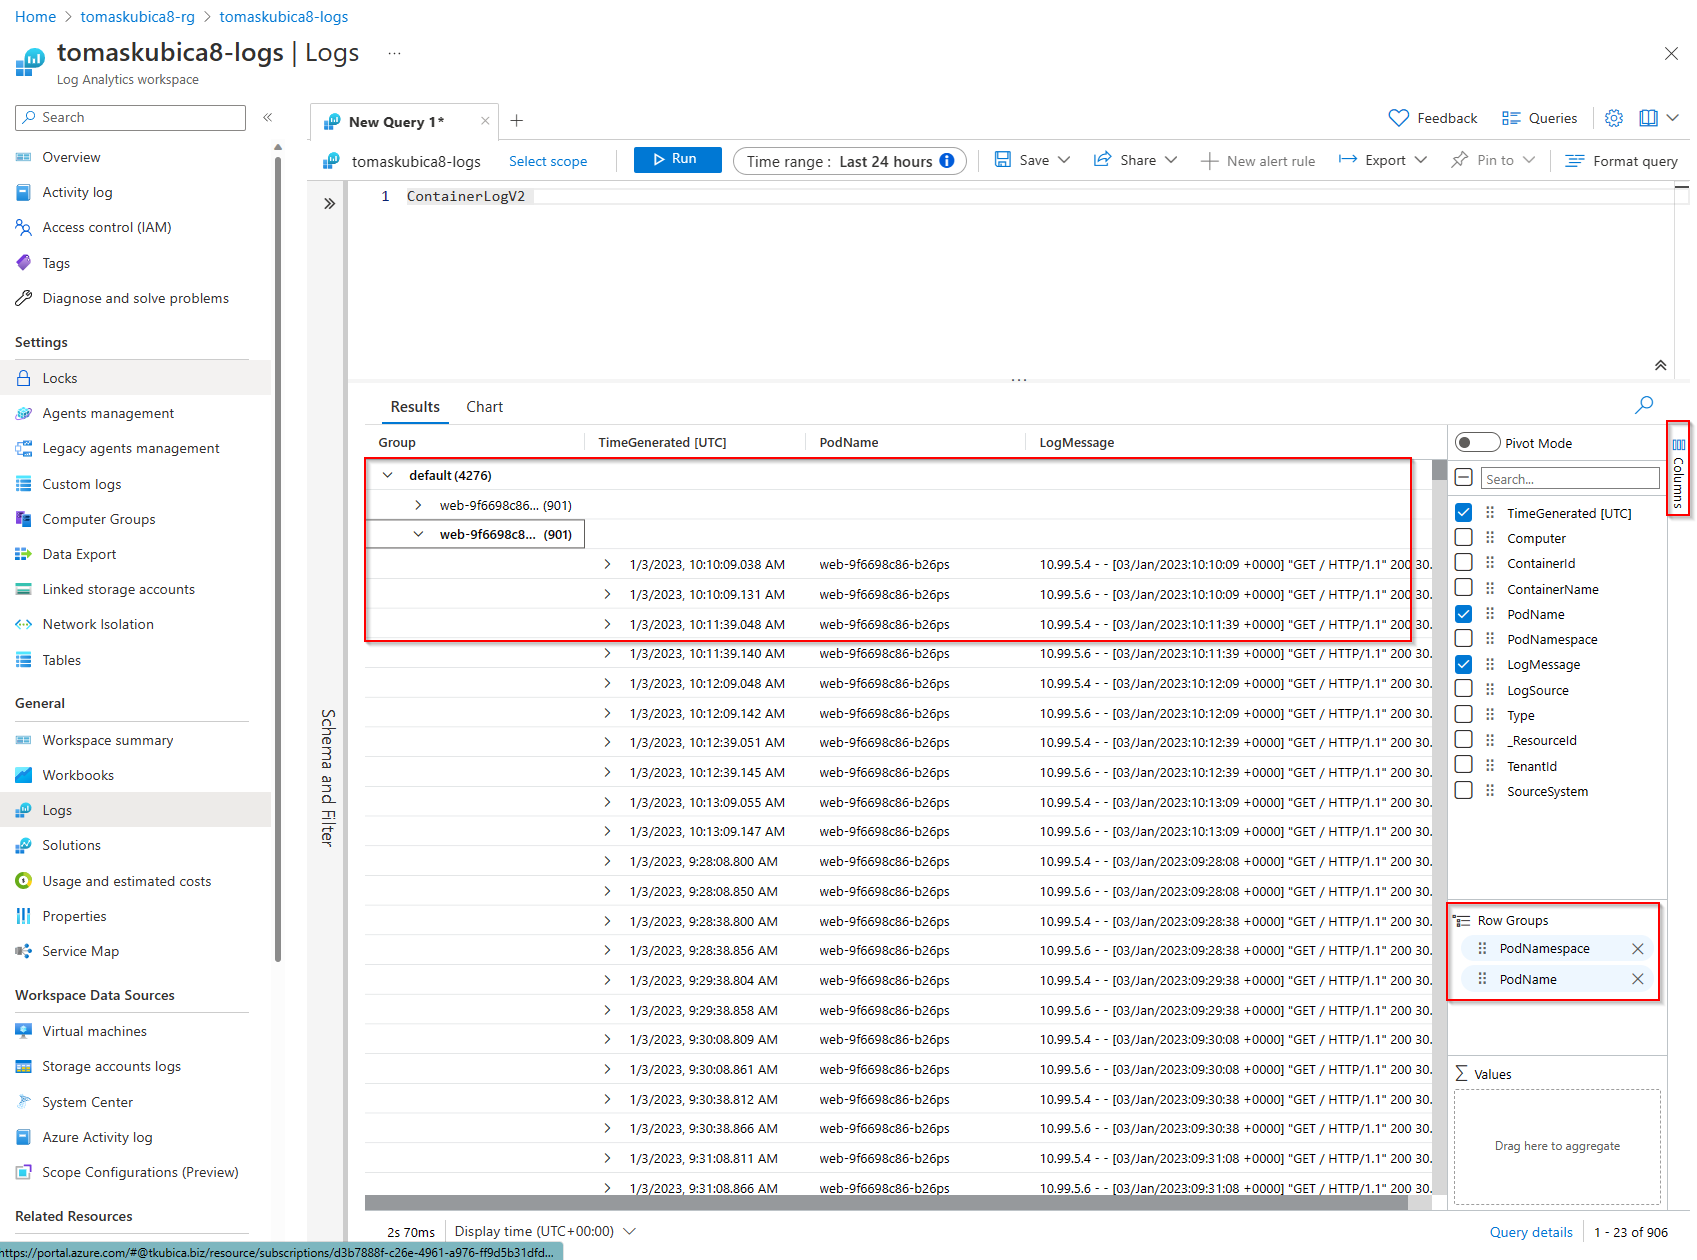 Home > tomaskubica8-rg > tomaskubica8-logs
tomaskubica8-logs | Logs ...
Log Analytics workspace
Search
«
Overview
Activity log
Access control (IAM)
Tags
Diagnose and solve problems
Settings
Locks
Agents management
Legacy agents management
Custom logs
Computer Groups
Data Export
Linked storage accounts
Network Isolation
Tables
General
Workspace summary
Workbooks
Logs
Solutions
Usage and estimated costs
Properties
Service Map
Workspace Data Sources
Virtual machines
Storage accounts logs
System Center
Azure Activity log
Scope Configurations (Preview)
Related Resources
https://portal.azure.com/#@tkubica.biz/resource/subscriptions/d3b7888f-c26e-4961-a976-ff9d5b31dfd...
New Query 1*
Feedback Queries
tomaskubica8-logs Select scope Run Time range : Last 24 hours Save Share New alert rule Export Pin to Format query
Schema and Filter
1 ContainerLogV2
Results Chart
Group TimeGenerated [UTC] PodName LogMessage
default (4276)
web-9f6698c86... (901)
web-9f6698c8... (901)
1/3/2023, 10:10:09.038 AM web-9f6698c86-b26ps 10.99.5.4 - - [03/Jan/2023:10:10:09 +0000] "GET / HTTP/1.1" 200 30.
1/3/2023, 10:10:09.131 AM web-9f6698c86-b26ps 10.99.5.6 - - [03/Jan/2023:10:10:09 +0000] "GET / HTTP/1.1" 200 30.
1/3/2023, 10:11:39.048 AM web-9f6698c86-b26ps 10.99.5.4 - - [03/Jan/2023:10:11:39 +0000] "GET / HTTP/1.1" 200 30.
1/3/2023, 10:11:39.140 AM web-9f6698c86-b26ps 10.99.5.6 - - [03/Jan/2023:10:11:39 +0000] "GET / HTTP/1.1" 200 30.
1/3/2023, 10:12:09.048 AM web-9f6698c86-b26ps 10.99.5.4 - - [03/Jan/2023:10:12:09 +0000] "GET / HTTP/1.1" 200 30.
1/3/2023, 10:12:09.142 AM web-9f6698c86-b26ps 10.99.5.6 - - [03/Jan/2023:10:12:09 +0000] "GET / HTTP/1.1" 200 30.
1/3/2023, 10:12:39.051 AM web-9f6698c86-b26ps 10.99.5.4 - - [03/Jan/2023:10:12:39 +0000] "GET / HTTP/1.1" 200 30.
1/3/2023, 10:12:39.145 AM web-9f6698c86-b26ps 10.99.5.6 - - [03/Jan/2023:10:12:39 +0000] "GET / HTTP/1.1" 200 30.
1/3/2023, 10:13:09.055 AM web-9f6698c86-b26ps 10.99.5.4 - - [03/Jan/2023:10:13:09 +0000] "GET / HTTP/1.1" 200 30.
1/3/2023, 10:13:09.147 AM web-9f6698c86-b26ps 10.99.5.6 - - [03/Jan/2023:10:13:09 +0000] "GET / HTTP/1.1" 200 30.
1/3/2023, 9:28:08.800 AM web-9f6698c86-b26ps 10.99.5.4 - - [03/Jan/2023:09:28:08 +0000] "GET / HTTP/1.1" 200 30.
1/3/2023, 9:28:08.850 AM web-9f6698c86-b26ps 10.99.5.6 - - [03/Jan/2023:09:28:08 +0000] "GET / HTTP/1.1" 200 30.
1/3/2023, 9:28:38.800 AM web-9f6698c86-b26ps 10.99.5.4 - - [03/Jan/2023:09:28:38 +0000] "GET / HTTP/1.1" 200 30.
1/3/2023, 9:28:38.856 AM web-9f6698c86-b26ps 10.99.5.6 - - [03/Jan/2023:09:28:38 +0000] "GET / HTTP/1.1" 200 30.
1/3/2023, 9:29:38.804 AM web-9f6698c86-b26ps 10.99.5.4 - - [03/Jan/2023:09:29:38 +0000] "GET / HTTP/1.1" 200 30.
1/3/2023, 9:29:38.858 AM web-9f6698c86-b26ps 10.99.5.6 - - [03/Jan/2023:09:29:38 +0000] "GET / HTTP/1.1" 200 30.
1/3/2023, 9:30:08.809 AM web-9f6698c86-b26ps 10.99.5.4 - - [03/Jan/2023:09:30:08 +0000] "GET / HTTP/1.1" 200 30.
1/3/2023, 9:30:08.861 AM web-9f6698c86-b26ps 10.99.5.6 - - [03/Jan/2023:09:30:08 +0000] "GET / HTTP/1.1" 200 30.
1/3/2023, 9:30:38.812 AM web-9f6698c86-b26ps 10.99.5.4 - - [03/Jan/2023:09:30:38 +0000] "GET / HTTP/1.1" 200 30.
1/3/2023, 9:30:38.866 AM web-9f6698c86-b26ps 10.99.5.6 - - [03/Jan/2023:09:30:38 +0000] "GET / HTTP/1.1" 200 30.
1/3/2023, 9:31:08.811 AM web-9f6698c86-b26ps 10.99.5.4 - - [03/Jan/2023:09:31:08 +0000] "GET / HTTP/1.1" 200 30.
1/3/2023, 9:31:08.866 AM web-9f6698c86-b26ps 10.99.5.6 - - [03/Jan/2023:09:31:08 +0000] "GET / HTTP/1.1" 200 30.
Pivot Mode
Search...
TimeGenerated [UTC]
Computer
ContainerId
ContainerName
PodName
PodNamespace
LogMessage
LogSource
Type
_ResourceId
TenantId
SourceSystem
Columns
Row Groups
PodNamespace
PodName
Values
Drag here to aggregate
2s 70ms Display time (UTC+00:00) Query details 1 - 23 of 906